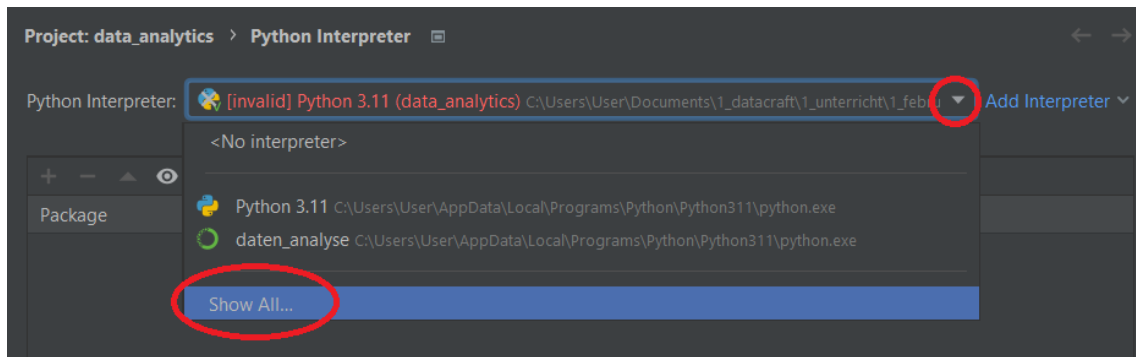 Project: data_analytics > Python Interpreter
Python Interpreter: [invalid] Python 3.11 (data_analytics) C:\Users\User\Documents\1_datacraft\1_unterricht\1_febru Add Interpreter
<No interpreter>
Package
Python 3.11 C:\Users\User\AppData\Local\Programs\Python\Python311\python.exe
daten_analyse C:\Users\User\AppData\Local\Programs\Python\Python311\python.exe
Show All...